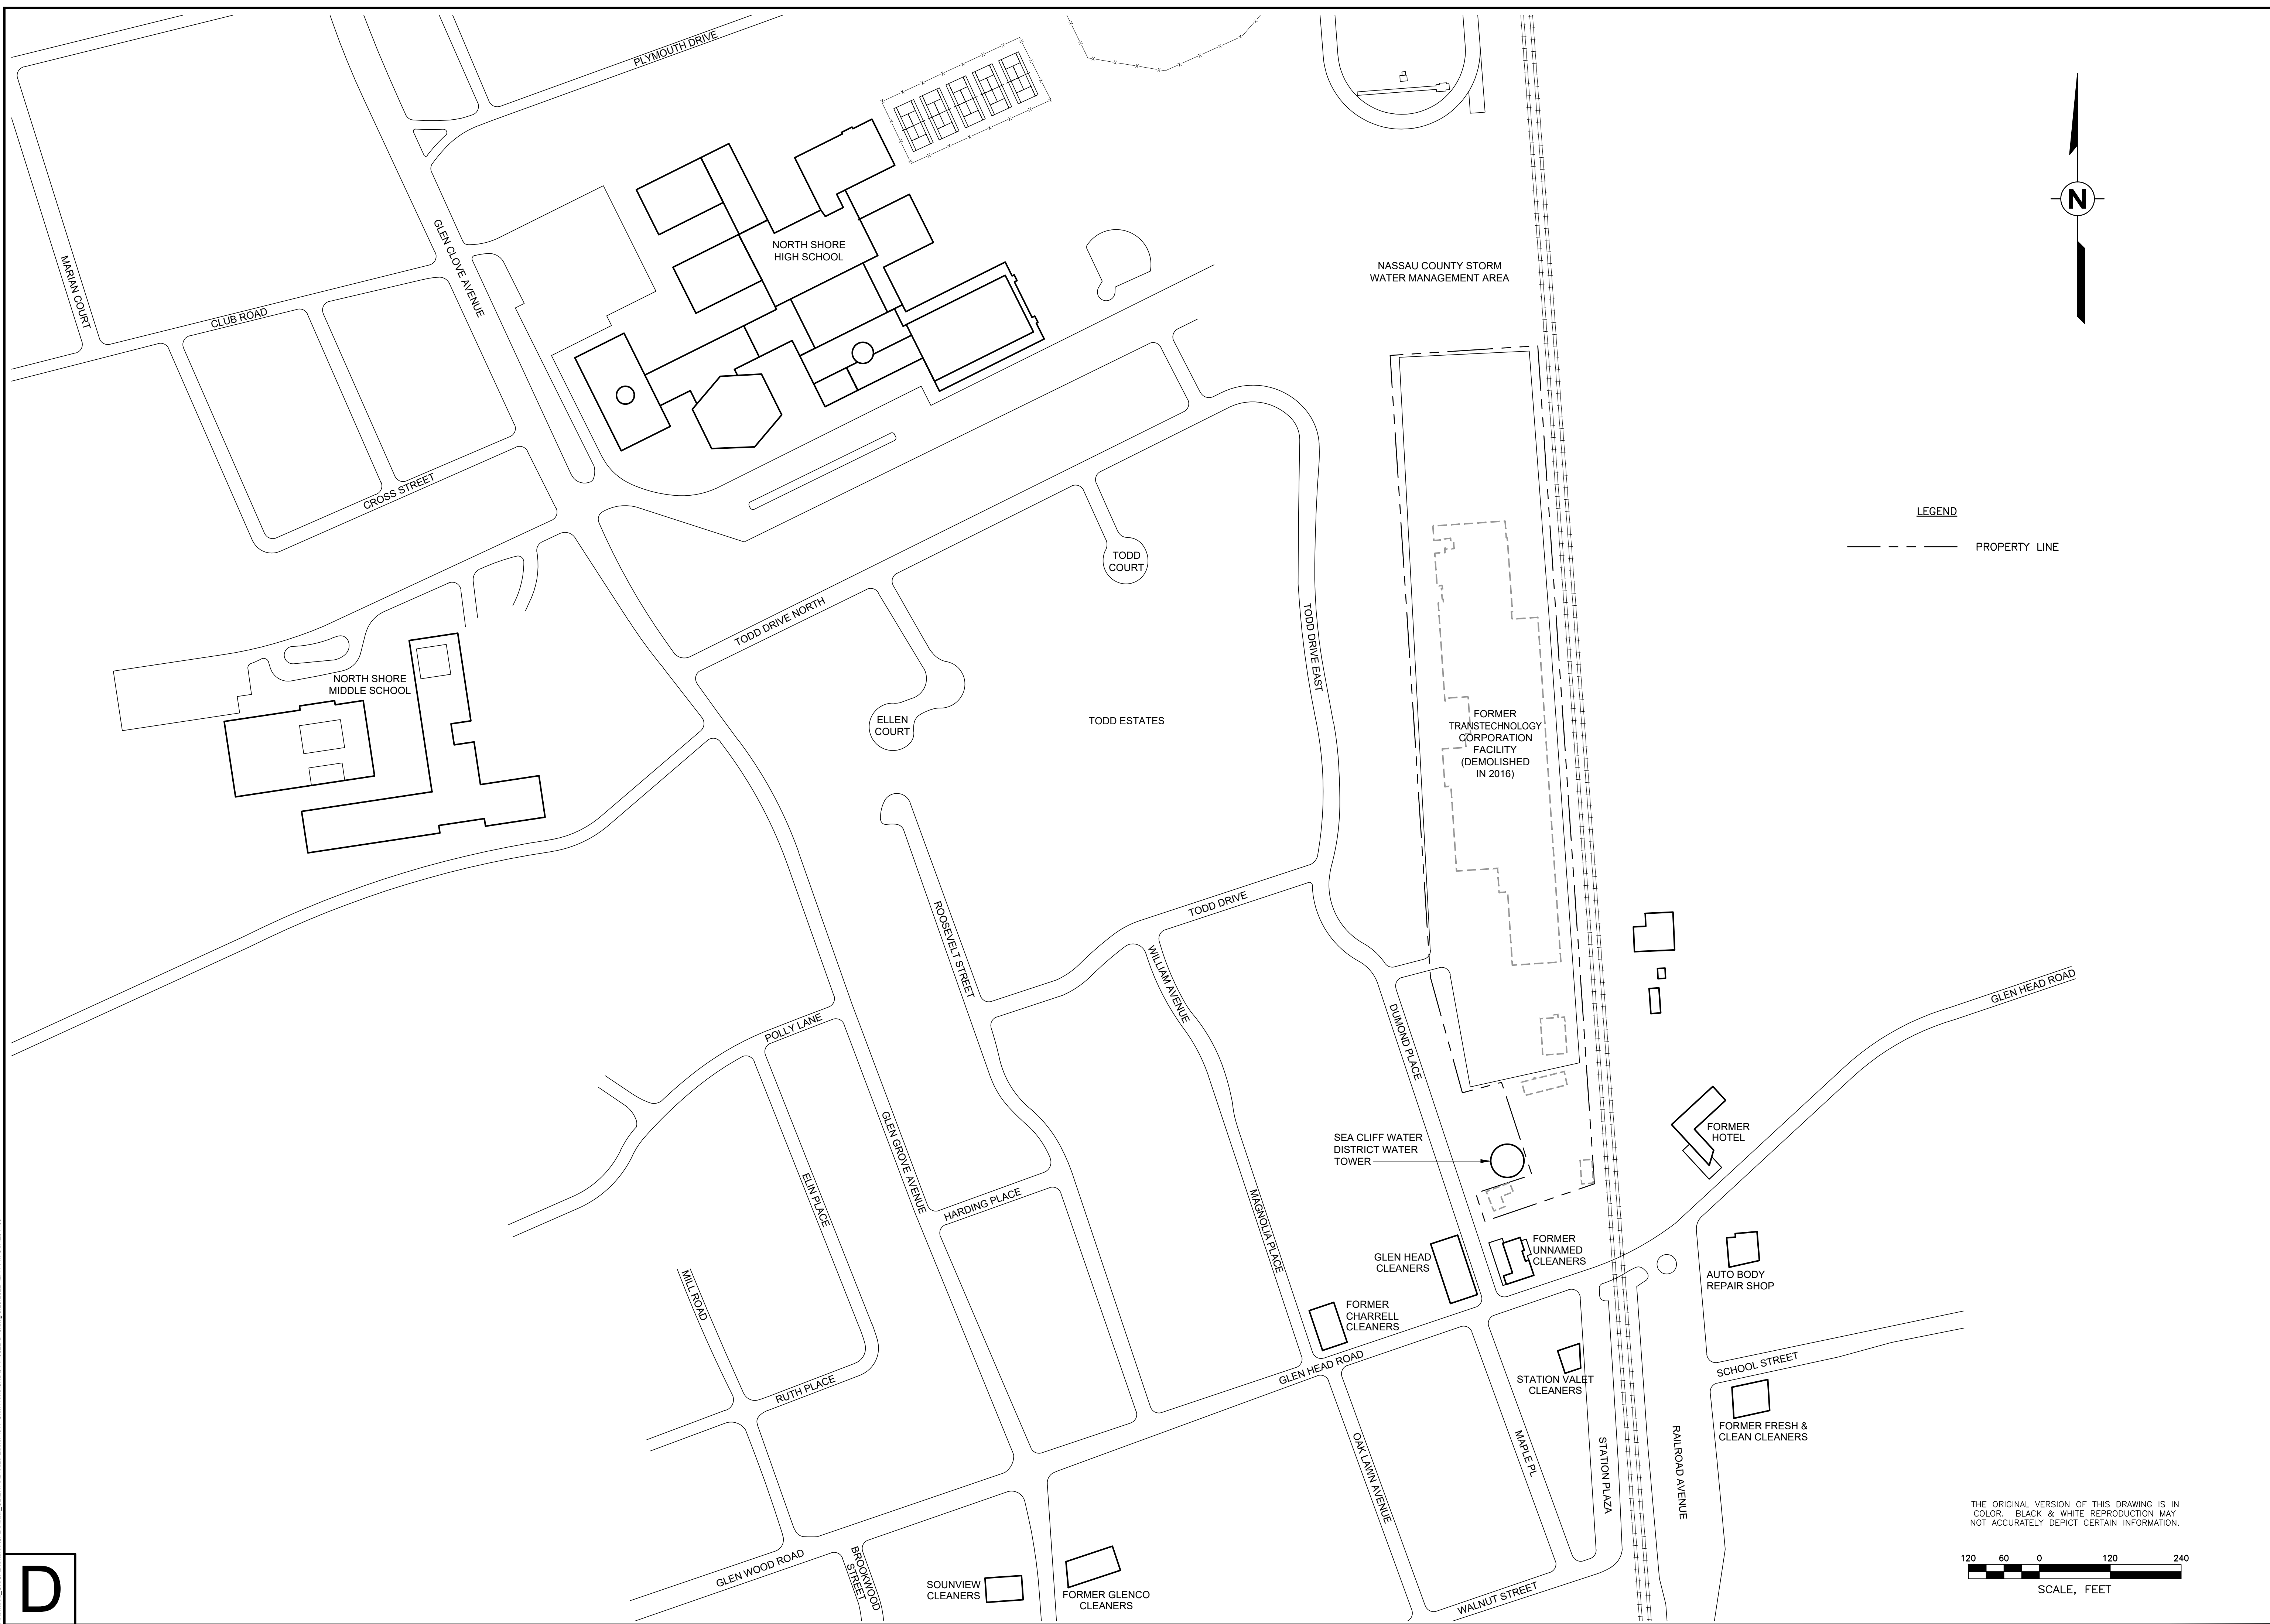 PLYMOUTH DRIVE
NORTH SHORE
HIGH SCHOOL
GLEN CLOVE AVENUE
MARIAN COURT
CLUB ROAD
CROSS STREET
NASSAU COUNTY STORM
WATER MANAGEMENT AREA
N
LEGEND
PROPERTY LINE
TODD
COURT
TODD DRIVE NORTH
TODD DRIVE EAST
NORTH SHORE
MIDDLE SCHOOL
ELLEN
COURT
TODD ESTATES
FORMER
TRANSTECHNOLOGY
CORPORATION
FACILITY
(DEMOLISHED
IN 2016)
ROOSEVELT STREET
TODD DRIVE
WILLIAM AVENUE
DUMOND PLACE
GLEN HEAD ROAD
POLLY LANE
GLEN GROVE AVENUE
ELIN PLACE
HARDING PLACE
MAGNOLIA PLACE
SEA CLIFF WATER
DISTRICT WATER
TOWER
FORMER
HOTEL
GLEN HEAD
CLEANERS
FORMER
UNNAMED
CLEANERS
AUTO BODY
REPAIR SHOP
MILL ROAD
FORMER
CHARRELL
CLEANERS
RUTH PLACE
GLEN HEAD ROAD
STATION VALET
CLEANERS
SCHOOL STREET
FORMER FRESH &
CLEAN CLEANERS
OAK LAWN AVENUE
MAPLE PL
STATION PLAZA
RAILROAD AVENUE
GLEN WOOD ROAD
BROOKWOOD
STREET
SOUNVIEW
CLEANERS
FORMER GLENCO
CLEANERS
WALNUT STREET
THE ORIGINAL VERSION OF THIS DRAWING IS IN
COLOR. BLACK & WHITE REPRODUCTION MAY
NOT ACCURATELY DEPICT CERTAIN INFORMATION.
120 60 0 120 240
SCALE, FEET
D